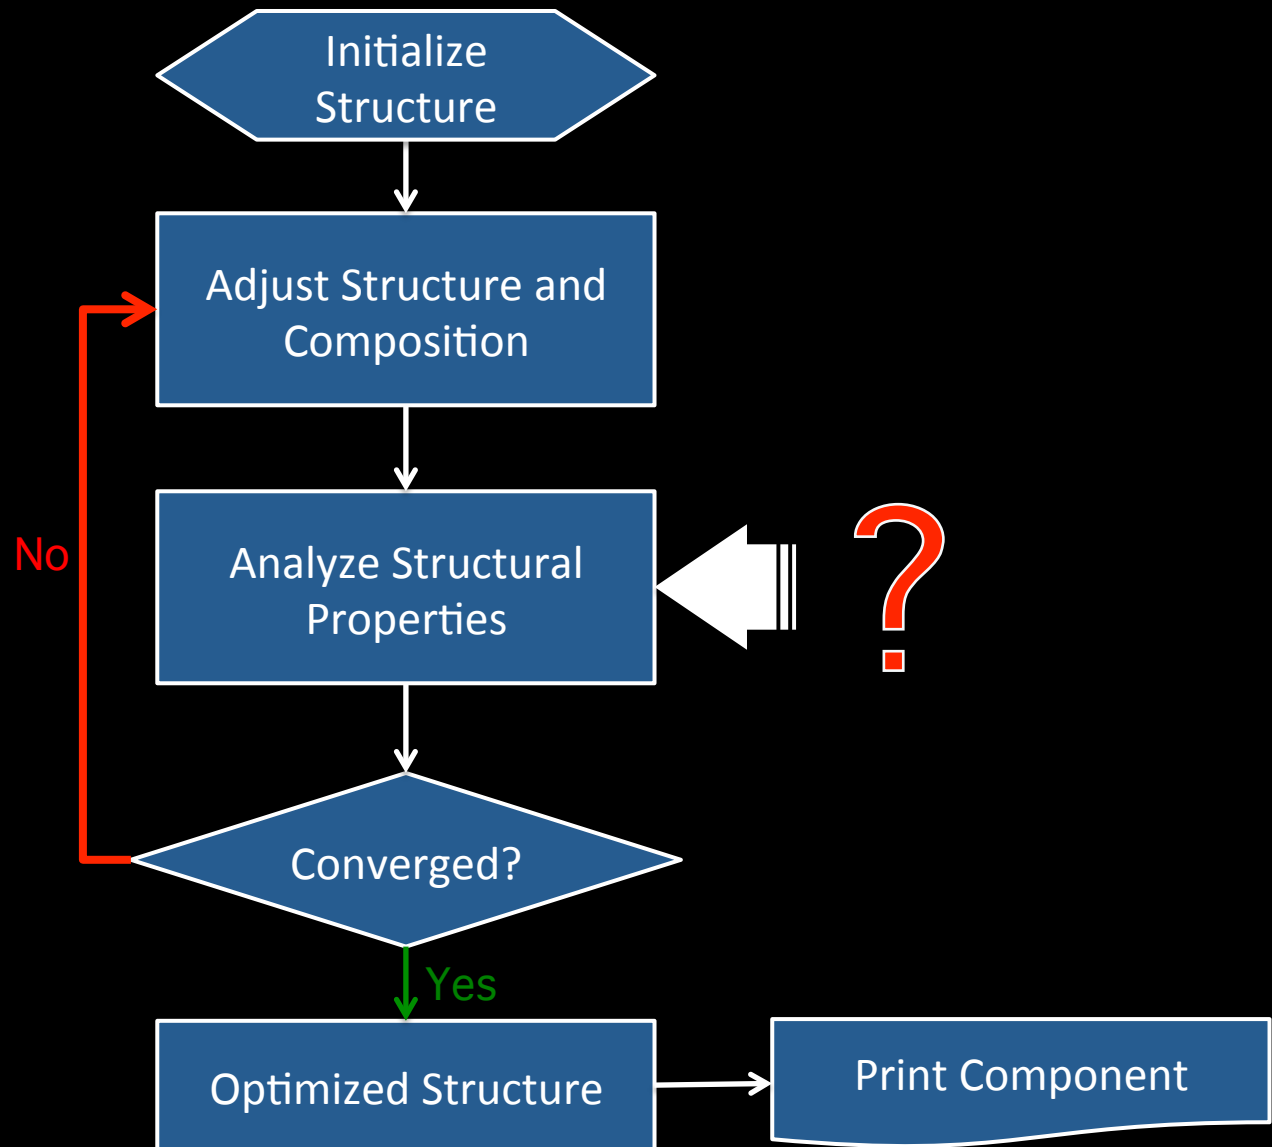 Initialize
Structure
Adjust Structure and
Composition
No
Analyze Structural
Properties
?
Converged?
Yes
Optimized Structure
Print Component